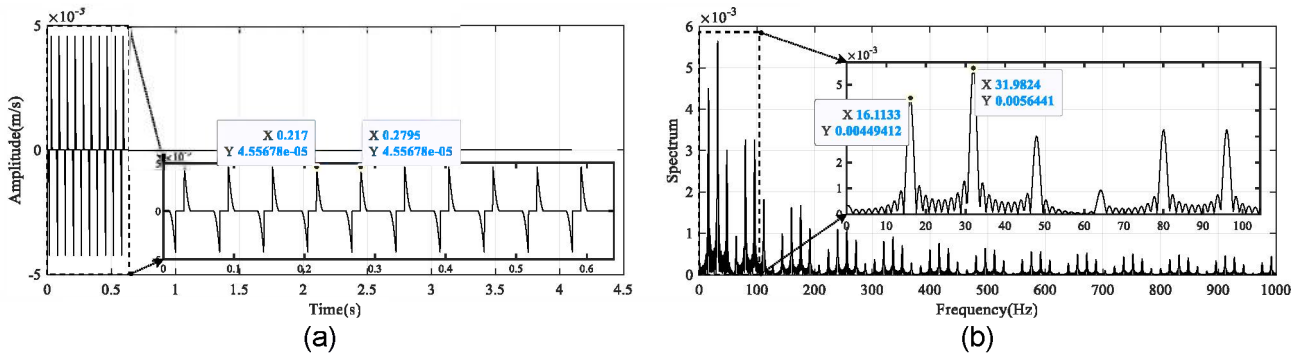 5 ×10⁻³
Amplitude(m/s)
0
-5
X 0.217
Y 4.55678e-05
X 0.2795
Y 4.55678e-05
5
0
0 0.1 0.2 0.3 0.4 0.5 0.6
0 0.5 1 1.5 2 2.5 3 3.5 4 4.5
Time(s)
(a)
×10⁻³
6
5
4
3
2
1
0
Spectrum
×10⁻³
5
2
1
0
X 16.1133
Y 0.00449412
X 31.9824
Y 0.0056441
0 10 20 30 40 50 60 70 80 90 100
0 100 200 300 400 500 600 700 800 900 1000
Frequency(Hz)
(b)